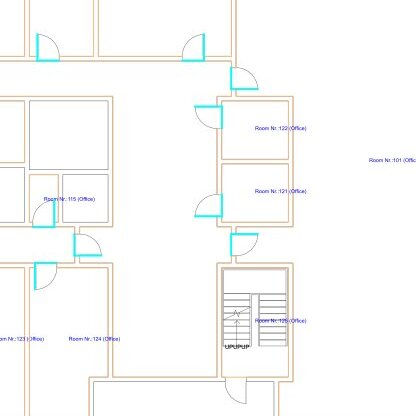 Room Nr.:122 (Office)
Room Nr.:101 (Offic
Room Nr.:121 (Office)
Room Nr.:115 (Office)
Room Nr.:125 (Office)
om Nr.:123 (Office)
Room Nr.:124 (Office)
UPUPUP